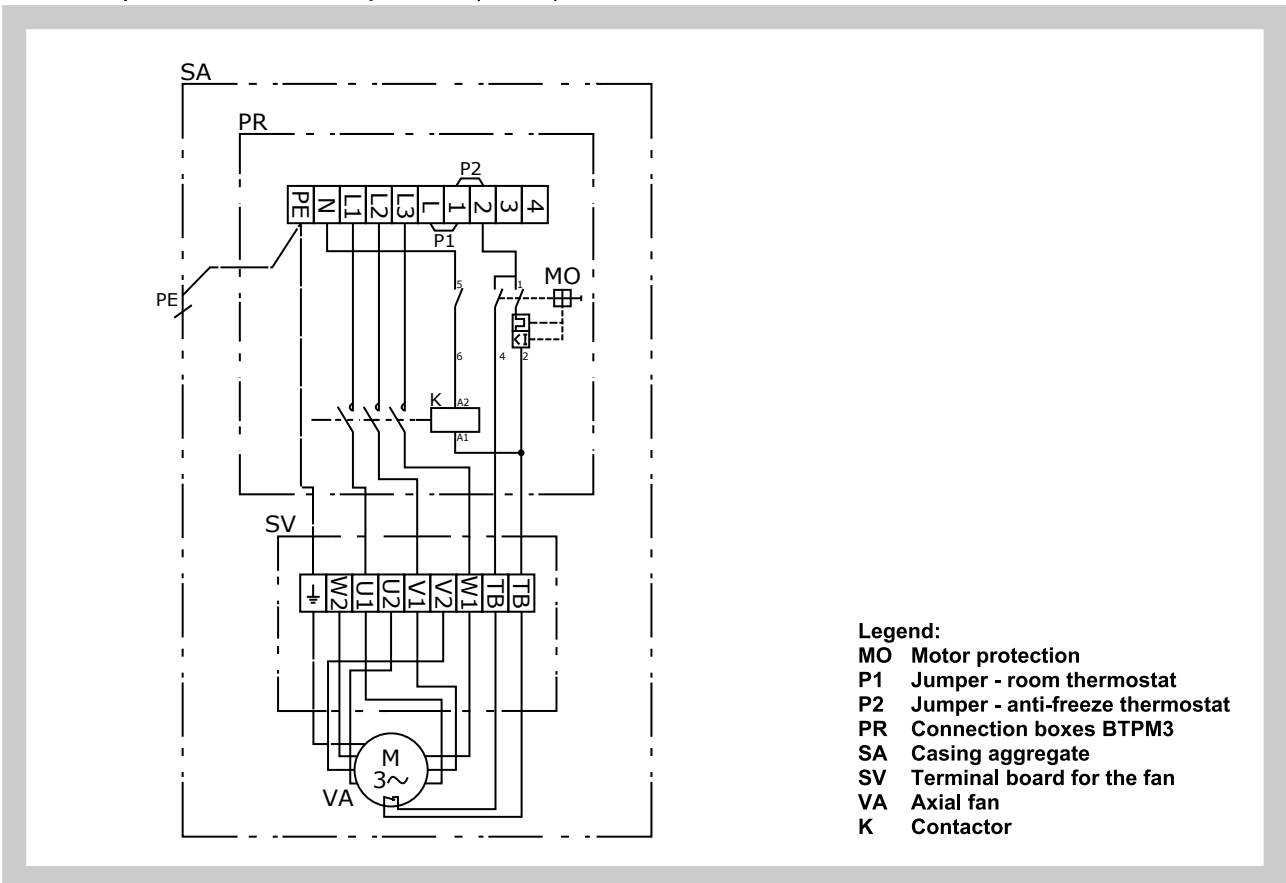 SA
PR
P2
PE N L1 L2 L3 L 1 2 3 4
P1
MO
5 1
PE
6 4 2
K A2
A1
SV
⏚ W2 U1 U2 V1 V2 W1 TB TB
M
3~
VA
Legend:
MO Motor protection
P1 Jumper - room thermostat
P2 Jumper - anti-freeze thermostat
PR Connection boxes BTPM3
SA Casing aggregate
SV Terminal board for the fan
VA Axial fan
K Contactor